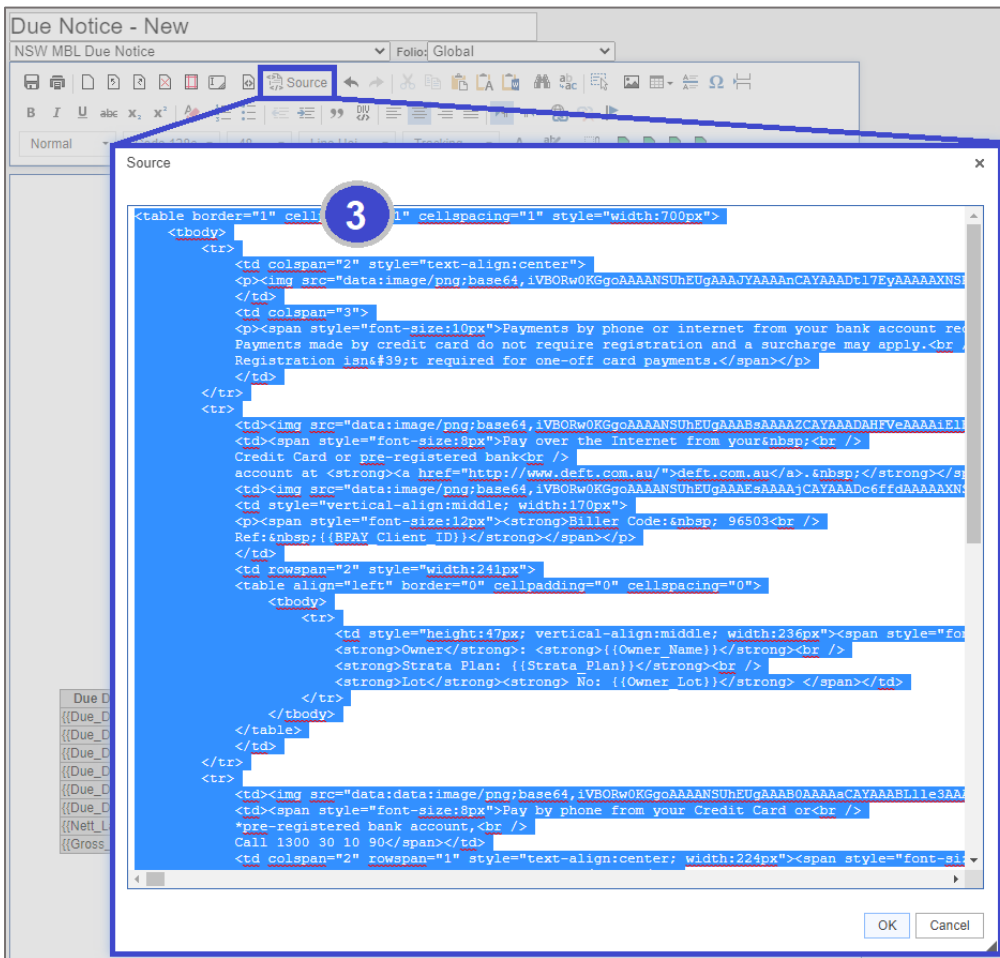 Due Notice - New
NSW MBL Due Notice Folio: Global
Source
B I U abc x₂ x²
Normal
Source
3
<table border="1" 1" cellspacing="1" style="width:700px">
<tbody>
<tr>
<td colspan="2" style="text-align:center">
<p><img src="data:image/png;base64,
</td>
<td colspan="3">
<p><span style="font-size:10px">Payments by phone or internet from your bank account
Payments made by credit card do not require registration and a surcharge may apply.<br
Registration isn&#39;t required for one-off card payments.</span></p>
</td>
</tr>
<tr>
<td><img src="data:image/png;base64,
<td><span style="font-size:8px">Pay over the Internet from your&nbsp;<br />
Credit Card or pre-registered bank<br />
account at <strong><a href="http://www.deft.com.au/">deft.com.au</a>.&nbsp;</strong></sp
<td><img src="data:image/png;base64,
<td style="vertical-align:middle; width:170px">
<p><span style="font-size:12px"><strong>Biller Code:&nbsp; 96503<br />
Ref:&nbsp;{{BPAY_Client_ID}}</strong></span></p>
</td>
<td rowspan="2" style="width:241px">
<table align="left" border="0" cellpadding="0" cellspacing="0">
<tbody>
<tr>
<td style="height:47px; vertical-align:middle; width:236px"><span style="fon
<strong>Owner</strong>: <strong>{{Owner_Name}}</strong><br />
<strong>Strata Plan: {{Strata_Plan}}</strong><br />
<strong>Lot</strong><strong> No: {{Owner_Lot}}</strong> </span></td>
</tr>
</tbody>
</table>
</td>
</tr>
<tr>
<td><img src="data:data:image/png;base64,
<td><span style="font-size:8px">Pay by phone from your Credit Card or<br />
*pre-registered bank account,<br />
Call 1300 30 10 90</span></td>
<td colspan="2" rowspan="1" style="text-align:center; width:224px"><span style="font-si
OK Cancel
Due D
{{Due_D
{{Due_D
{{Due_D
{{Due_D
{{Due_D
{{Due_D
{{Nett_L
{{Gross_